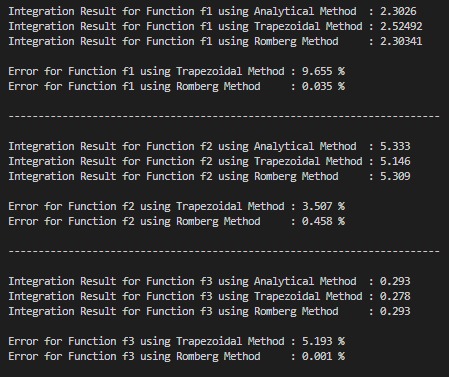 Integration Result for Function f1 using Analytical Method  : 2.3026
Integration Result for Function f1 using Trapezoidal Method : 2.52492
Integration Result for Function f1 using Romberg Method     : 2.30341
Error for Function f1 using Trapezoidal Method : 9.655 %
Error for Function f1 using Romberg Method     : 0.035 %
------------------------------------------------------------------------
Integration Result for Function f2 using Analytical Method  : 5.333
Integration Result for Function f2 using Trapezoidal Method : 5.146
Integration Result for Function f2 using Romberg Method     : 5.309
Error for Function f2 using Trapezoidal Method : 3.507 %
Error for Function f2 using Romberg Method     : 0.458 %
------------------------------------------------------------------------
Integration Result for Function f3 using Analytical Method  : 0.293
Integration Result for Function f3 using Trapezoidal Method : 0.278
Integration Result for Function f3 using Romberg Method     : 0.293
Error for Function f3 using Trapezoidal Method : 5.193 %
Error for Function f3 using Romberg Method     : 0.001 %